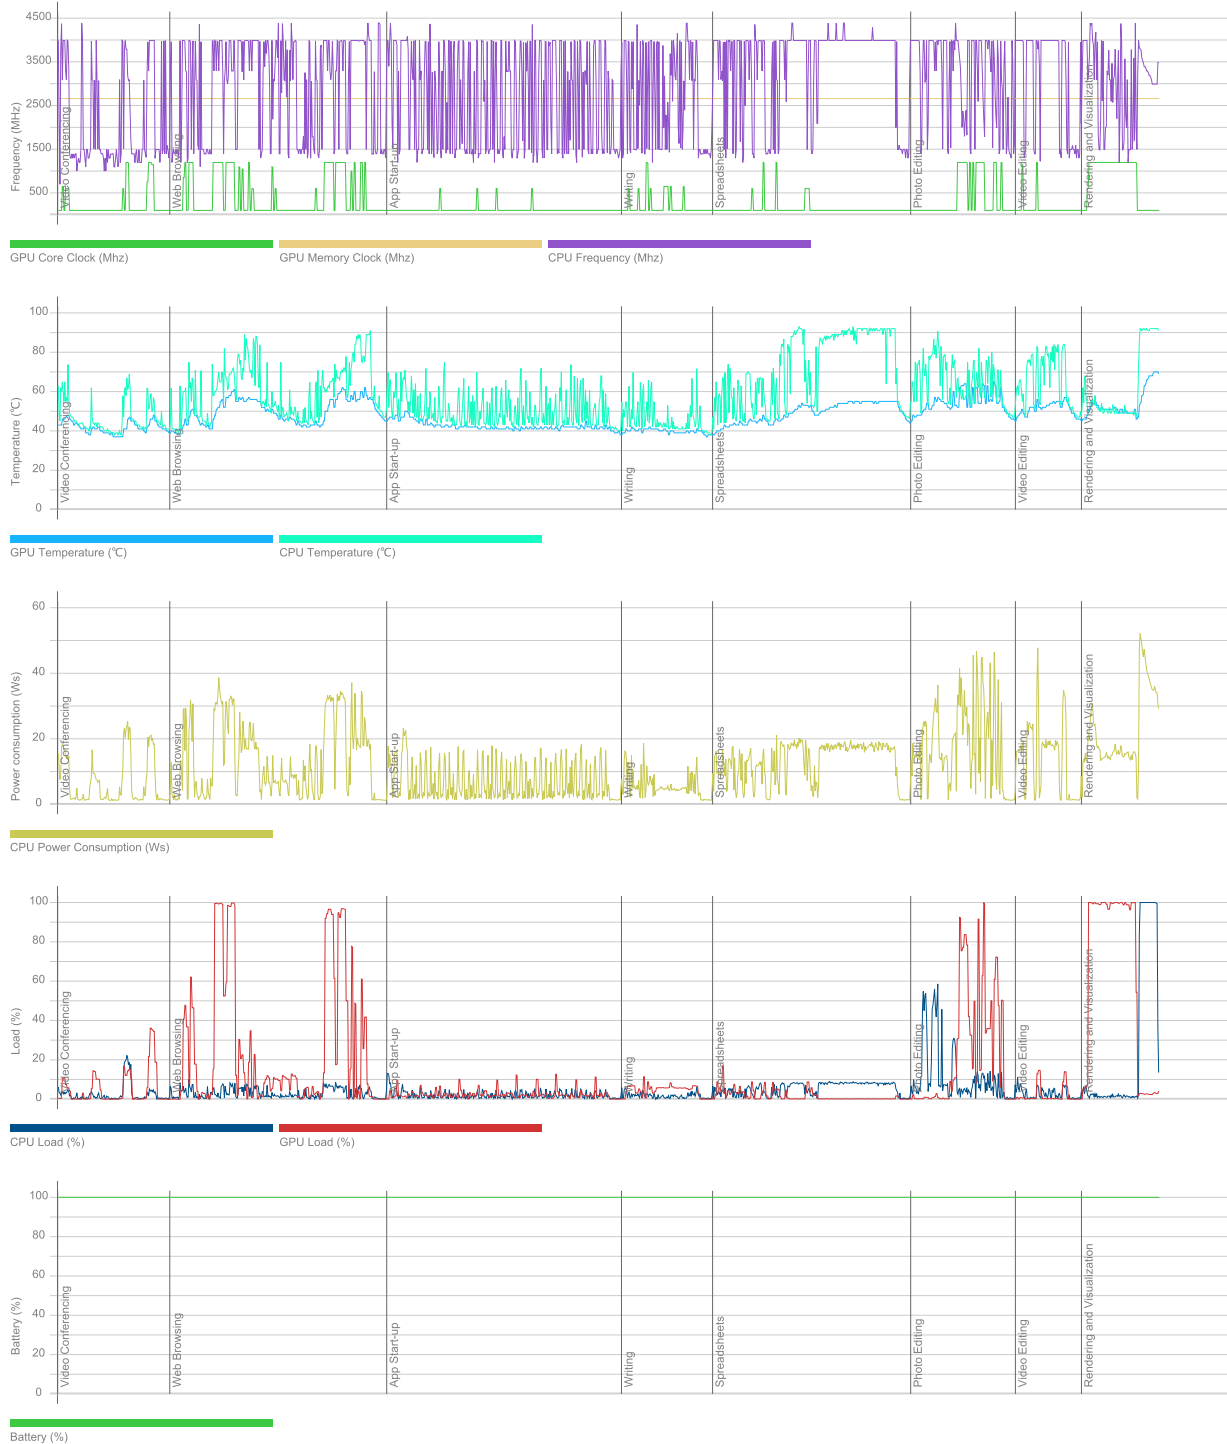 4500
3500
2500
1500
500
Frequency (MHz)
Video Conferencing
Web Browsing
App Start-up
Writing
Spreadsheets
Photo Editing
Video Editing
Rendering and Visualization
GPU Core Clock (Mhz)
GPU Memory Clock (Mhz)
CPU Frequency (Mhz)
100
80
60
40
20
0
Temperature (℃)
Video Conferencing
Web Browsing
App Start-up
Writing
Spreadsheets
Photo Editing
Video Editing
Rendering and Visualization
GPU Temperature (℃)
CPU Temperature (℃)
60
40
20
0
Power consumption (Ws)
Video Conferencing
Web Browsing
App Start-up
Writing
Spreadsheets
Photo Editing
Video Editing
Rendering and Visualization
CPU Power Consumption (Ws)
100
80
60
40
20
0
Load (%)
Video Conferencing
Web Browsing
App Start-up
Writing
Spreadsheets
Photo Editing
Video Editing
Rendering and Visualization
CPU Load (%)
GPU Load (%)
100
80
60
40
20
0
Battery (%)
Video Conferencing
Web Browsing
App Start-up
Writing
Spreadsheets
Photo Editing
Video Editing
Rendering and Visualization
Battery (%)